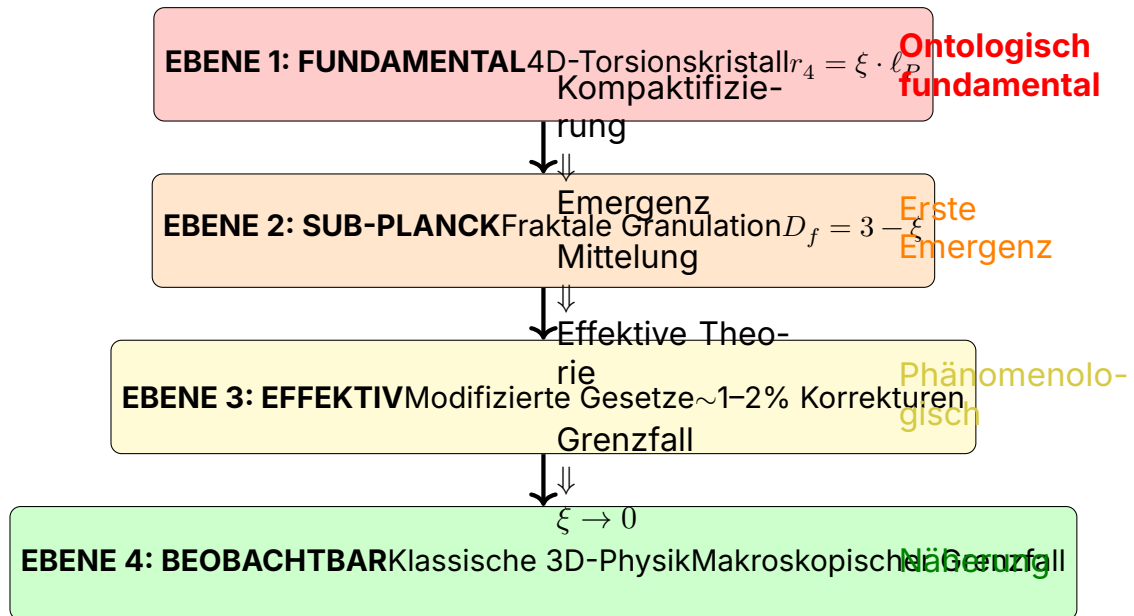 EBENE 1: FUNDAMENTAL4D-Torsionskristall$r_4 = \xi \cdot \ell_P$
Ontologisch
fundamental
Kompaktifizie-
rung
⇓
Emergenz
EBENE 2: SUB-PLANCKFraktale Granulation$D_f = 3 - \xi$
Erste
Emergenz
Mittelung
⇓
Effektive Theo-
rie
EBENE 3: EFFEKTIVModifizierte Gesetze∼1–2% Korrekturen
Phänomenolo-
gisch
Grenzfall
⇓
$\xi \to 0$
EBENE 4: BEOBACHTBARKlassische 3D-PhysikMakroskopischer Grenzfall
Näherung